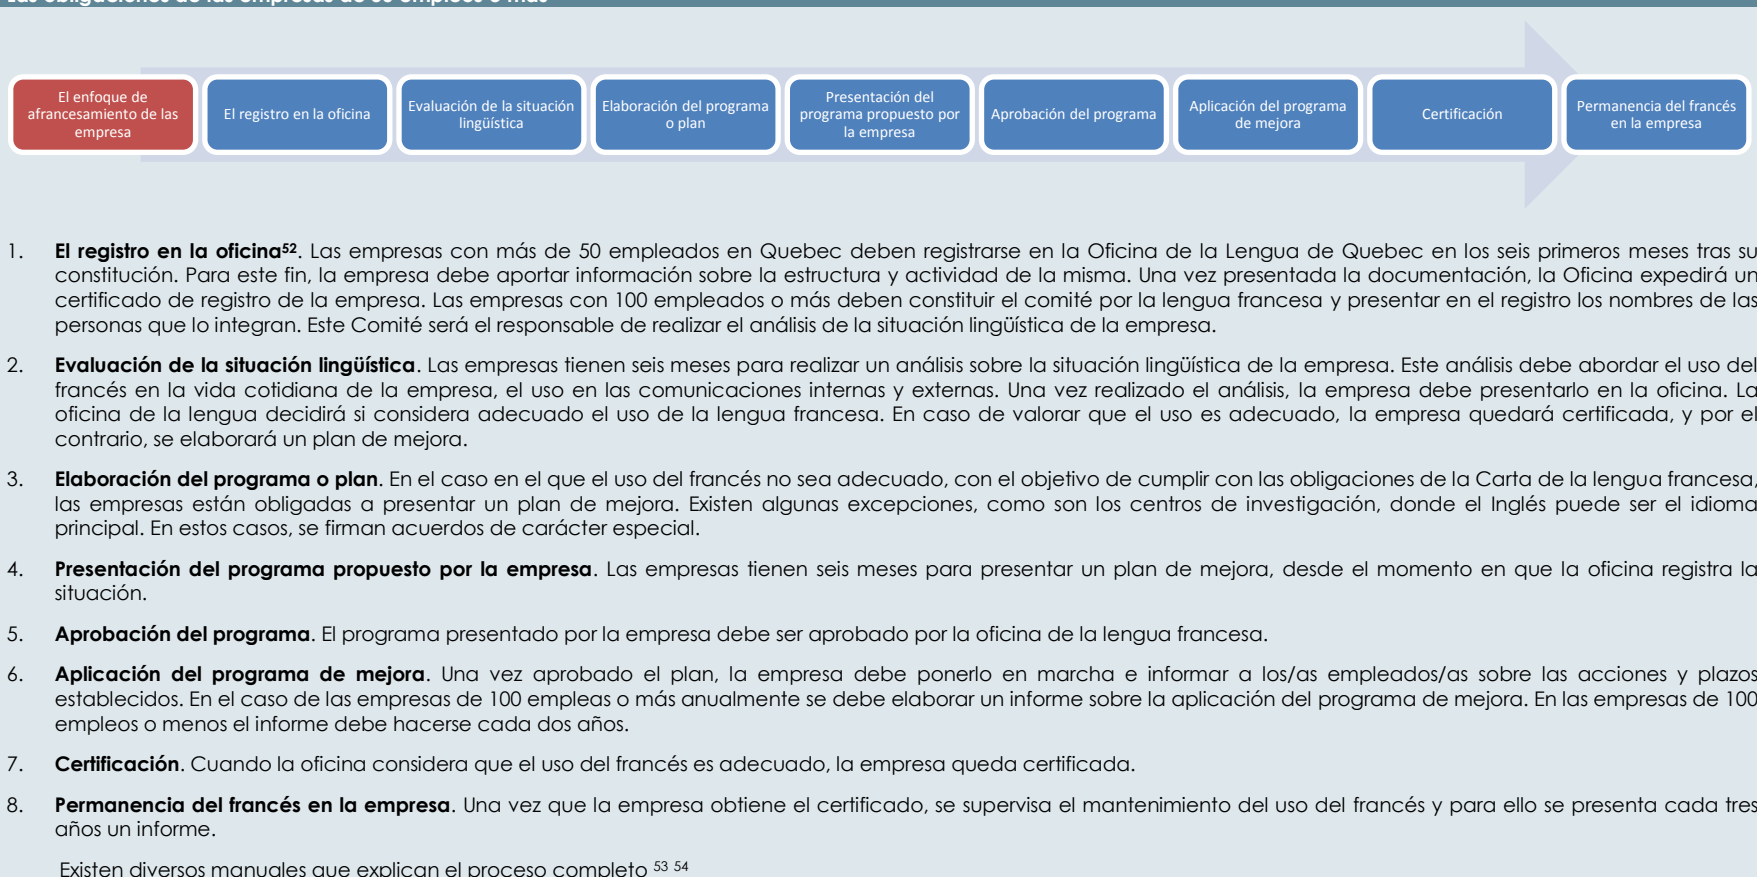 Las obligaciones de las empresas de 50 empleos o más
El enfoque de
afrancesamiento de las
empresa
El registro en la oficina
Evaluación de la situación
lingüística
Elaboración del programa
o plan
Presentación del
programa propuesto por
la empresa
Aprobación del programa
Aplicación del programa
de mejora
Certificación
Permanencia del francés
en la empresa
1. El registro en la oficina52. Las empresas con más de 50 empleados en Quebec deben registrarse en la Oficina de la Lengua de Quebec en los seis primeros meses tras su
constitución. Para este fin, la empresa debe aportar información sobre la estructura y actividad de la misma. Una vez presentada la documentación, la Oficina expedirá un
certificado de registro de la empresa. Las empresas con 100 empleados o más deben constituir el comité por la lengua francesa y presentar en el registro los nombres de las
personas que lo integran. Este Comité será el responsable de realizar el análisis de la situación lingüística de la empresa.
2. Evaluación de la situación lingüística. Las empresas tienen seis meses para realizar un análisis sobre la situación lingüística de la empresa. Este análisis debe abordar el uso del
francés en la vida cotidiana de la empresa, el uso en las comunicaciones internas y externas. Una vez realizado el análisis, la empresa debe presentarlo en la oficina. La
oficina de la lengua decidirá si considera adecuado el uso de la lengua francesa. En caso de valorar que el uso es adecuado, la empresa quedará certificada, y por el
contrario, se elaborará un plan de mejora.
3. Elaboración del programa o plan. En el caso en el que el uso del francés no sea adecuado, con el objetivo de cumplir con las obligaciones de la Carta de la lengua francesa,
las empresas están obligadas a presentar un plan de mejora. Existen algunas excepciones, como son los centros de investigación, donde el Inglés puede ser el idioma
principal. En estos casos, se firman acuerdos de carácter especial.
4. Presentación del programa propuesto por la empresa. Las empresas tienen seis meses para presentar un plan de mejora, desde el momento en que la oficina registra la
situación.
5. Aprobación del programa. El programa presentado por la empresa debe ser aprobado por la oficina de la lengua francesa.
6. Aplicación del programa de mejora. Una vez aprobado el plan, la empresa debe ponerlo en marcha e informar a los/as empleados/as sobre las acciones y plazos
establecidos. En el caso de las empresas de 100 empleas o más anualmente se debe elaborar un informe sobre la aplicación del programa de mejora. En las empresas de 100
empleos o menos el informe debe hacerse cada dos años.
7. Certificación. Cuando la oficina considera que el uso del francés es adecuado, la empresa queda certificada.
8. Permanencia del francés en la empresa. Una vez que la empresa obtiene el certificado, se supervisa el mantenimiento del uso del francés y para ello se presenta cada tres
años un informe.
Existen diversos manuales que explican el proceso completo 53 54